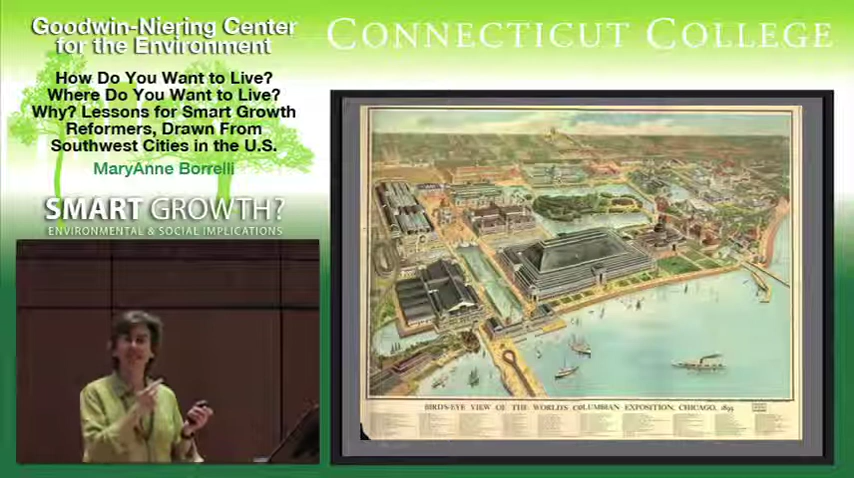 Goodwin-Niering Center
for the Environment
How Do You Want to Live?
Where Do You Want to Live?
Why? Lessons for Smart Growth
Reformers, Drawn From
Southwest Cities in the U.S.
MaryAnne Borrelli
SMART GROWTH?
ENVIRONMENTAL & SOCIAL IMPLICATIONS
CONNECTICUT COLLEGE
BIRDS-EYE VIEW OF THE WORLD'S COLUMBIAN EXPOSITION, CHICAGO, 1893